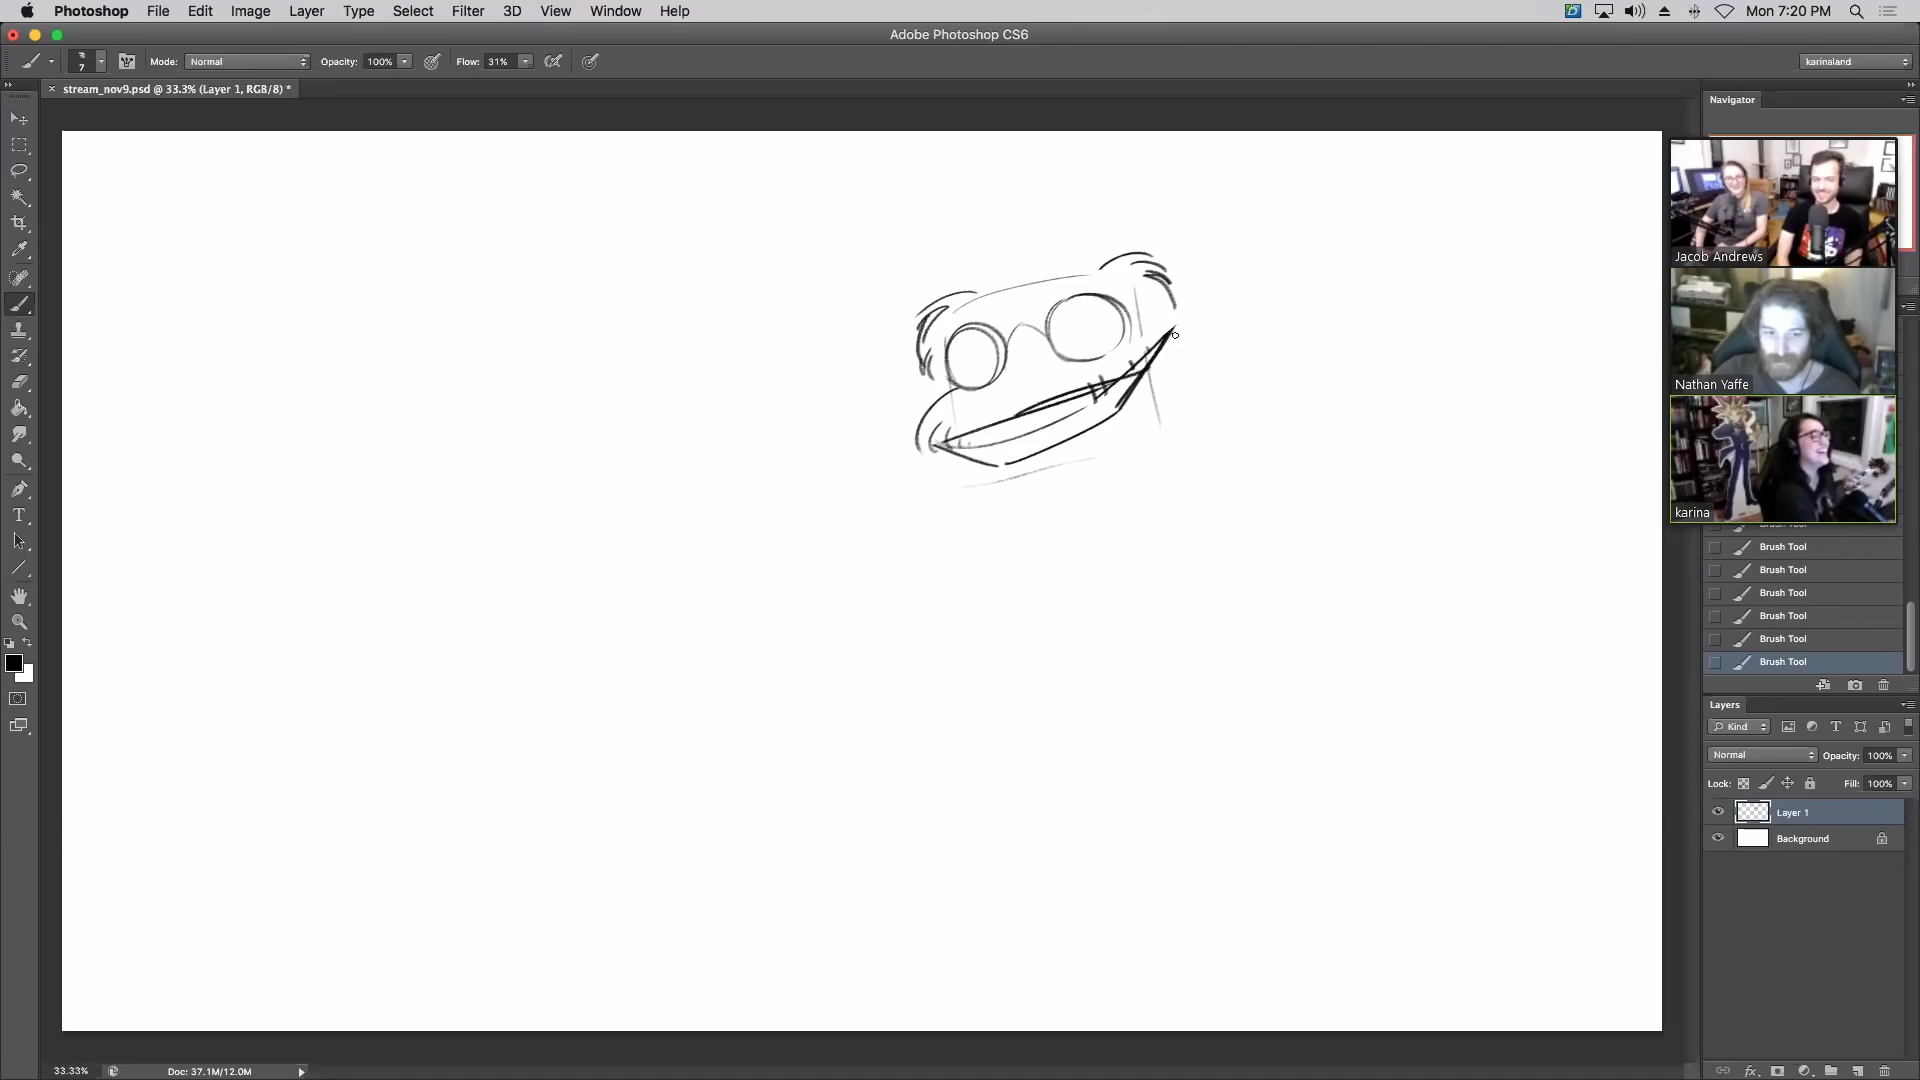 Photoshop File Edit Image Layer Type Select Filter 3D View Window Help Mon 7:20 PM
Adobe Photoshop CS6
7 Mode: Normal Opacity: 100% Flow: 31% karinaland
stream_nov9.psd @ 33.3% (Layer 1, RGB/8) *
Navigator
Jacob Andrews
Nathan Yaffe
karina
Brush Tool
Brush Tool
Brush Tool
Brush Tool
Brush Tool
Brush Tool
Brush Tool
Layers
Kind
Normal Opacity: 100%
Lock: Fill: 100%
Layer 1
Background
33.33% Doc: 37.1M/12.0M